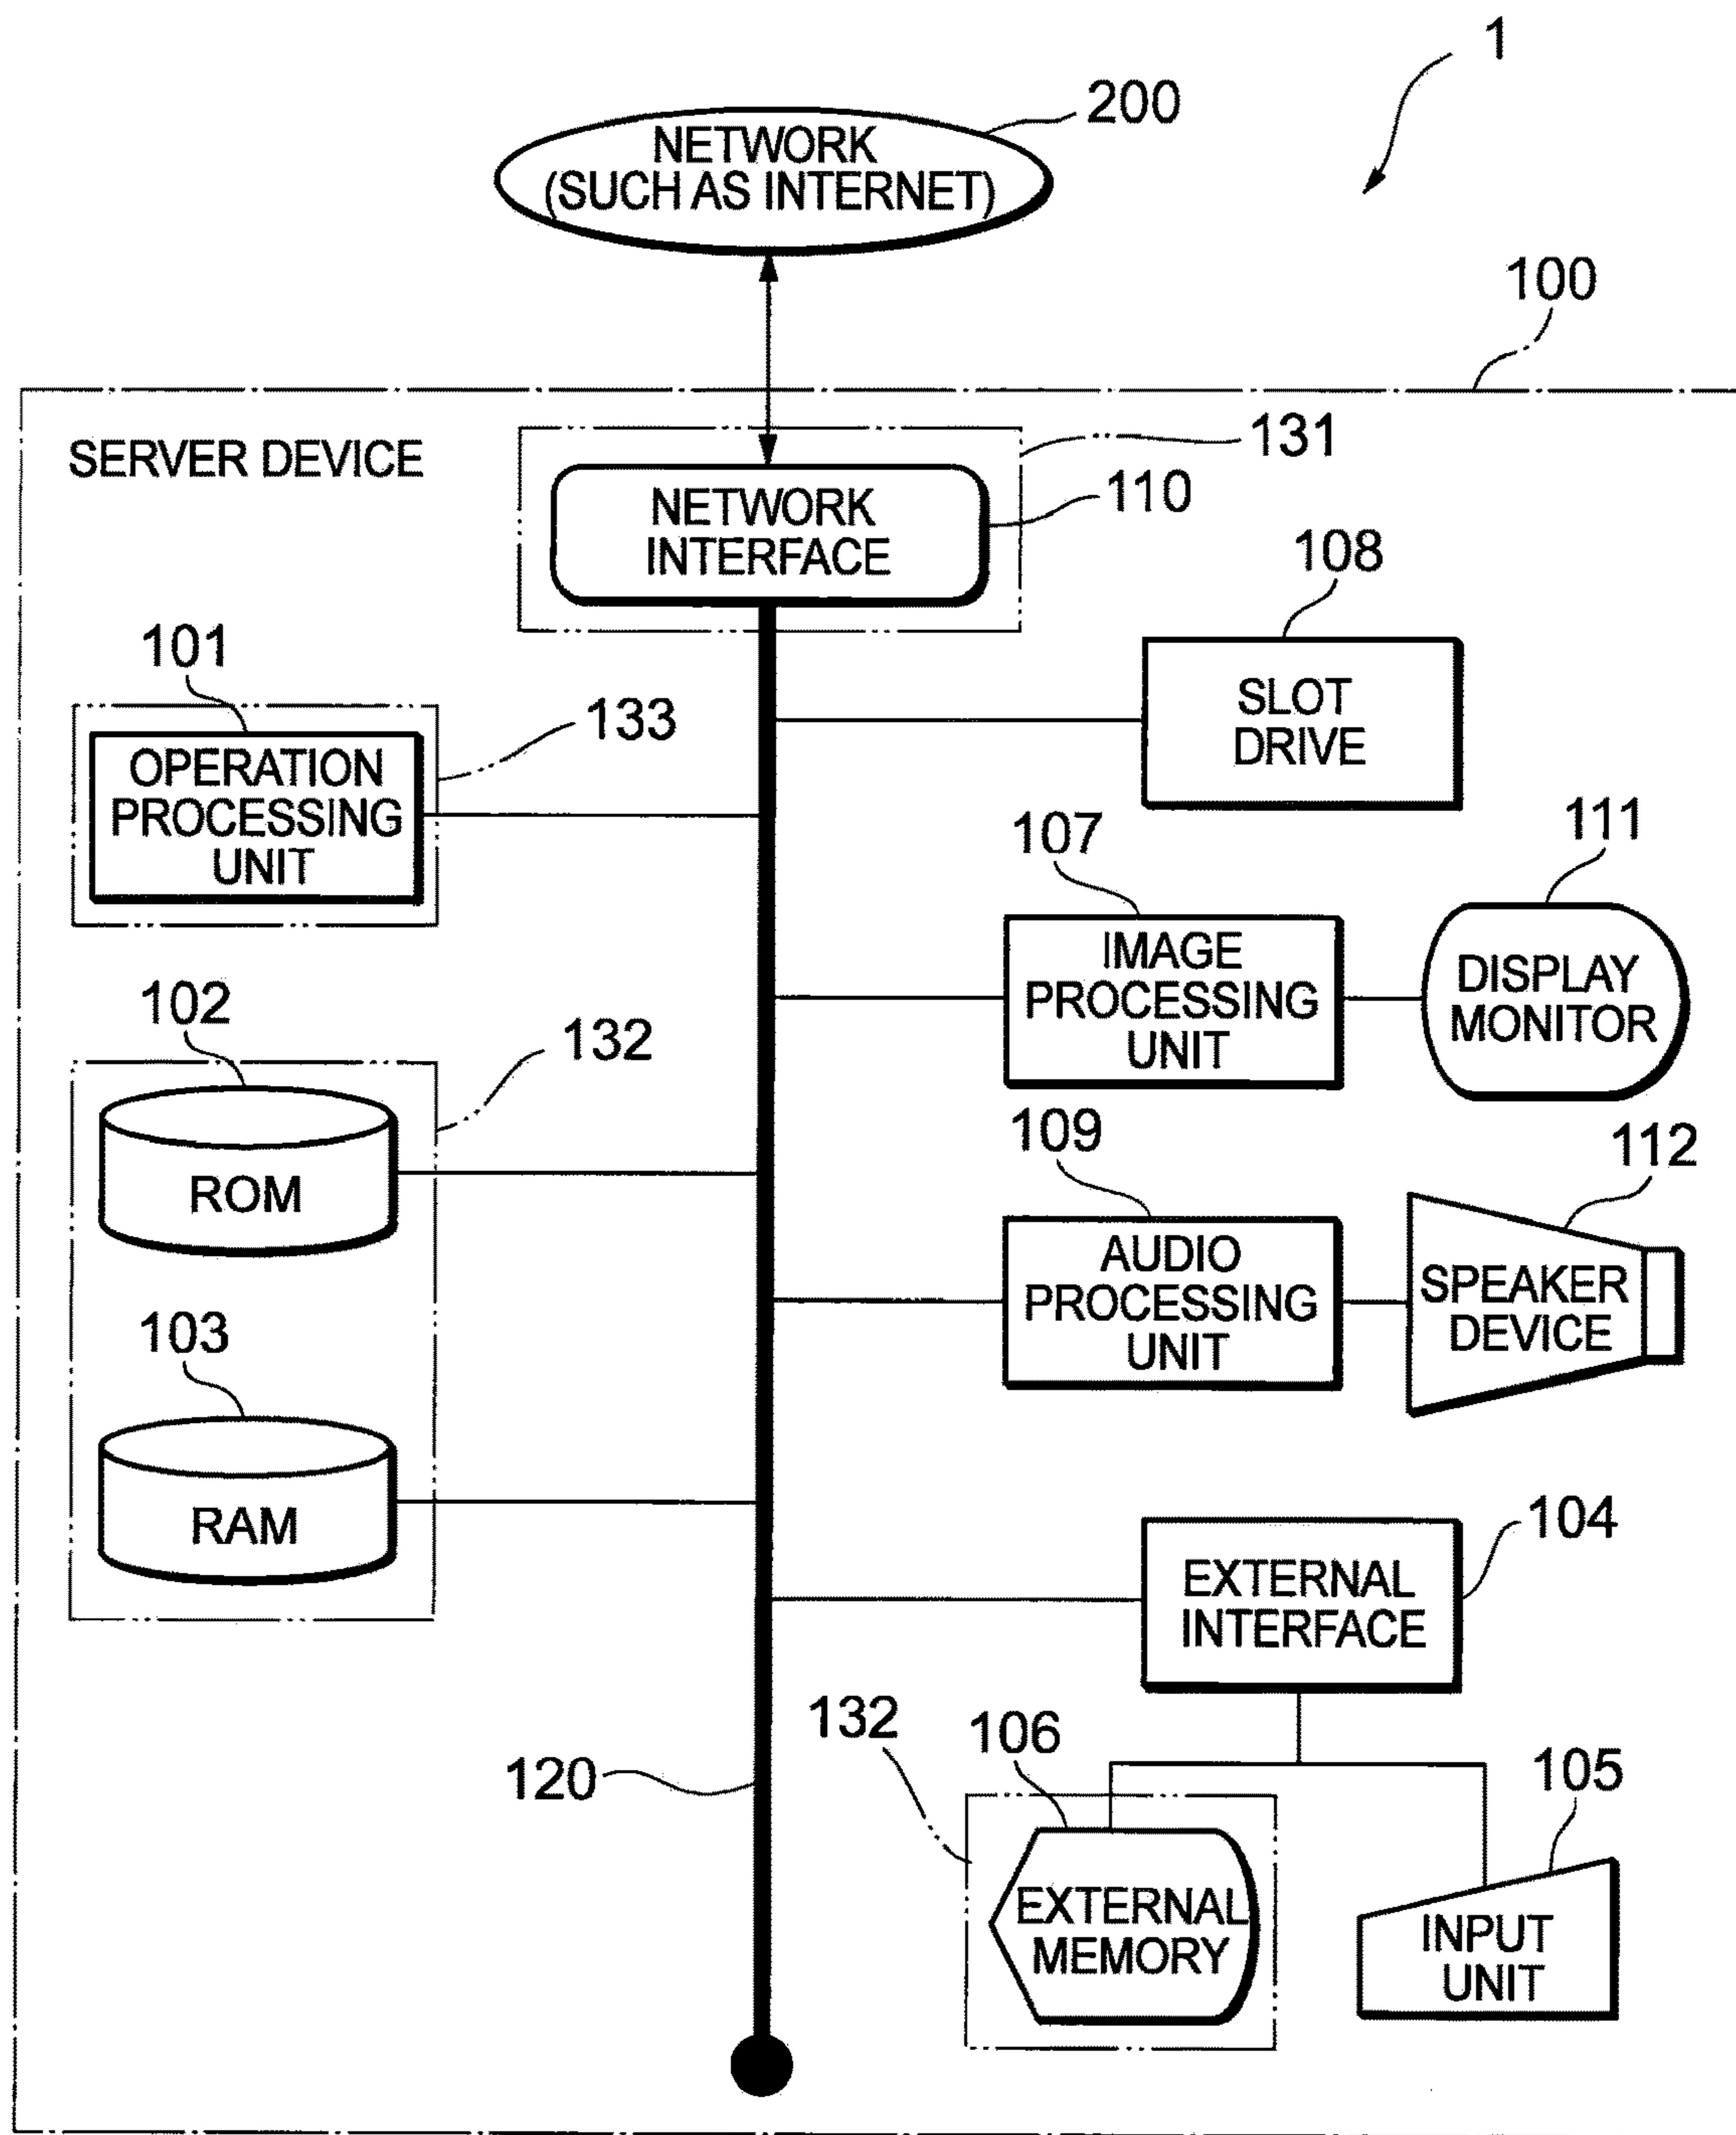 1
200
NETWORK
(SUCH AS INTERNET)
100
SERVER DEVICE
131
NETWORK
INTERFACE
110
108
SLOT
DRIVE
101
133
OPERATION
PROCESSING
UNIT
107
111
IMAGE
PROCESSING
UNIT
DISPLAY
MONITOR
102
132
ROM
109
112
AUDIO
PROCESSING
UNIT
SPEAKER
DEVICE
103
RAM
104
EXTERNAL
INTERFACE
132
106
120
105
EXTERNAL
MEMORY
INPUT
UNIT